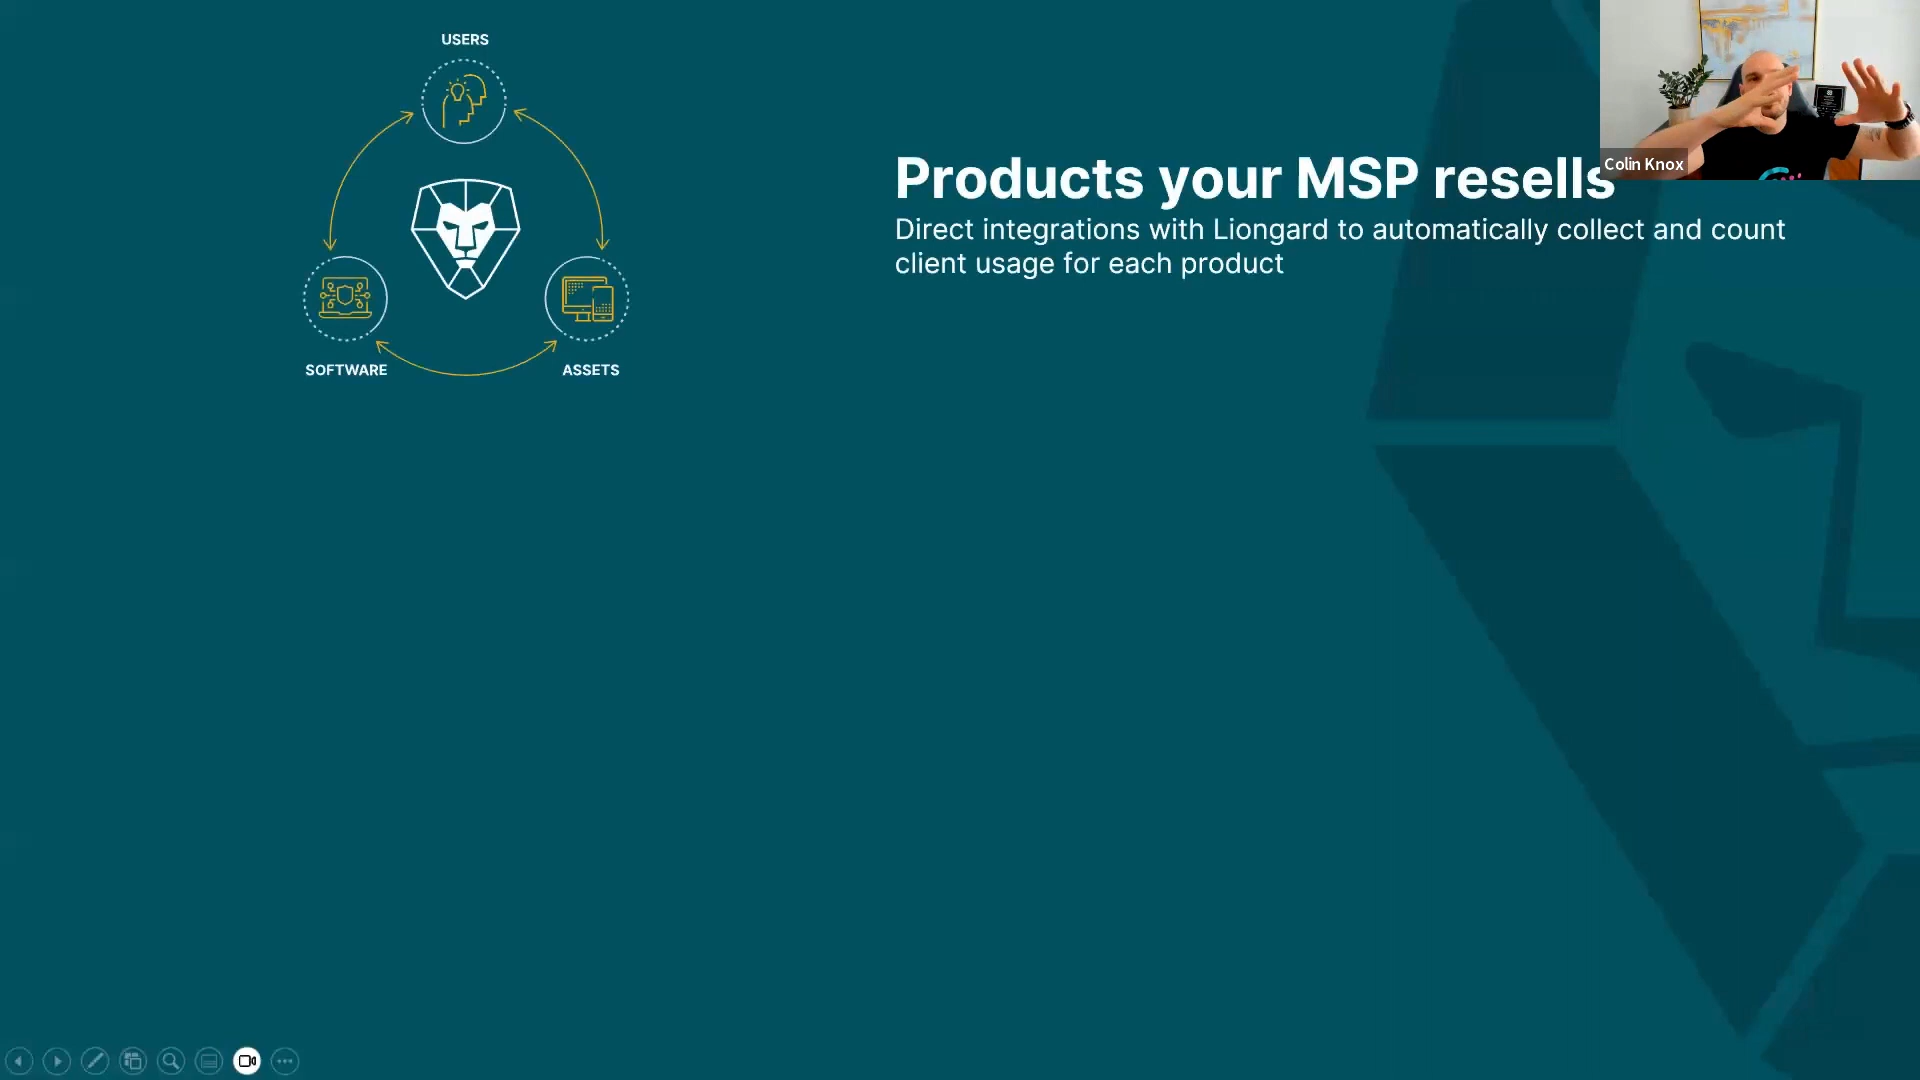 USERS
SOFTWARE
ASSETS
Products your MSP resells
Direct integrations with Liongard to automatically collect and count
client usage for each product
Colin Knox